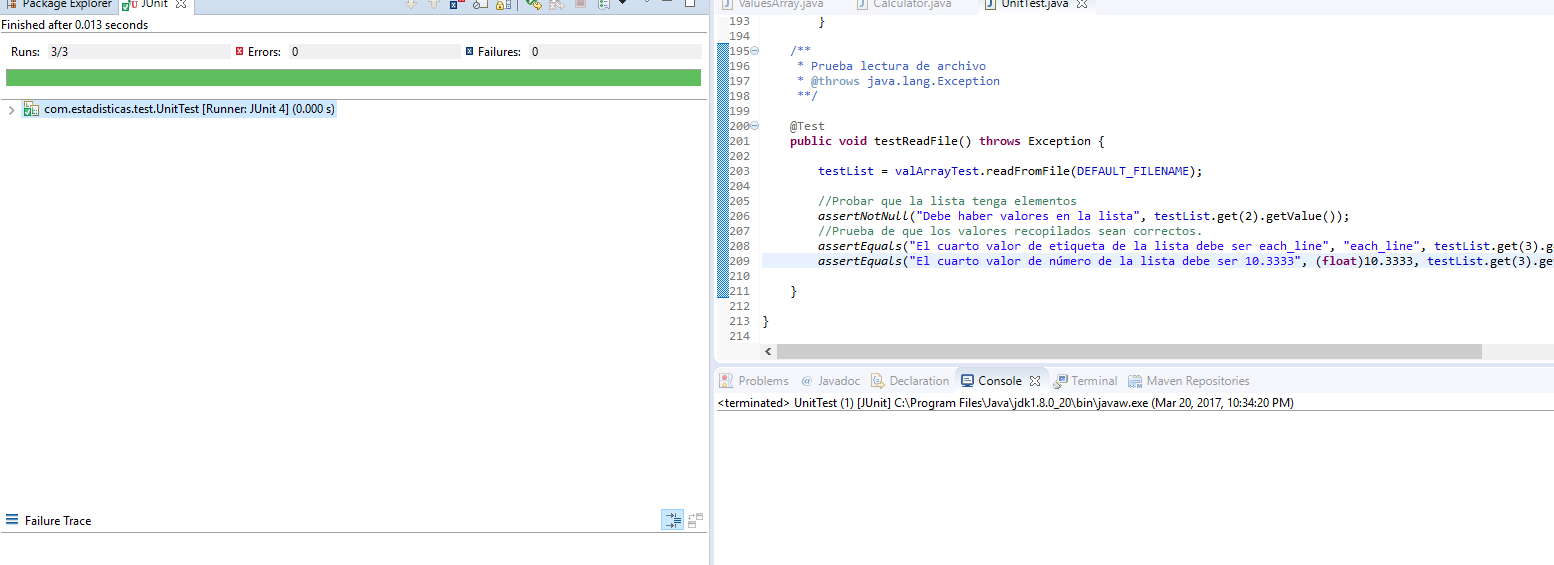 Package Explorer JUnit
Finished after 0.013 seconds
Runs: 3/3 Errors: 0 Failures: 0
com.estadisticas.test.UnitTest [Runner: JUnit 4] (0.000 s)
Failure Trace
ValuesArray.java Calculator.java UnitTest.java
193 }
194
195 /**
196 * Prueba lectura de archivo
197 * @throws java.lang.Exception
198 **/
199
200 @Test
201 public void testReadFile() throws Exception {
202
203 testList = valArrayTest.readFromFile(DEFAULT_FILENAME);
204
205 //Probar que la lista tenga elementos
206 assertNotNull("Debe haber valores en la lista", testList.get(2).getValue());
207 //Prueba de que los valores recopilados sean correctos.
208 assertEquals("El cuarto valor de etiqueta de la lista debe ser each_line", "each_line", testList.get(3).g
209 assertEquals("El cuarto valor de número de la lista debe ser 10.3333", (float)10.3333, testList.get(3).ge
210
211 }
212
213 }
214
Problems @ Javadoc Declaration Console Terminal Maven Repositories
<terminated> UnitTest (1) [JUnit] C:\Program Files\Java\jdk1.8.0_20\bin\javaw.exe (Mar 20, 2017, 10:34:20 PM)